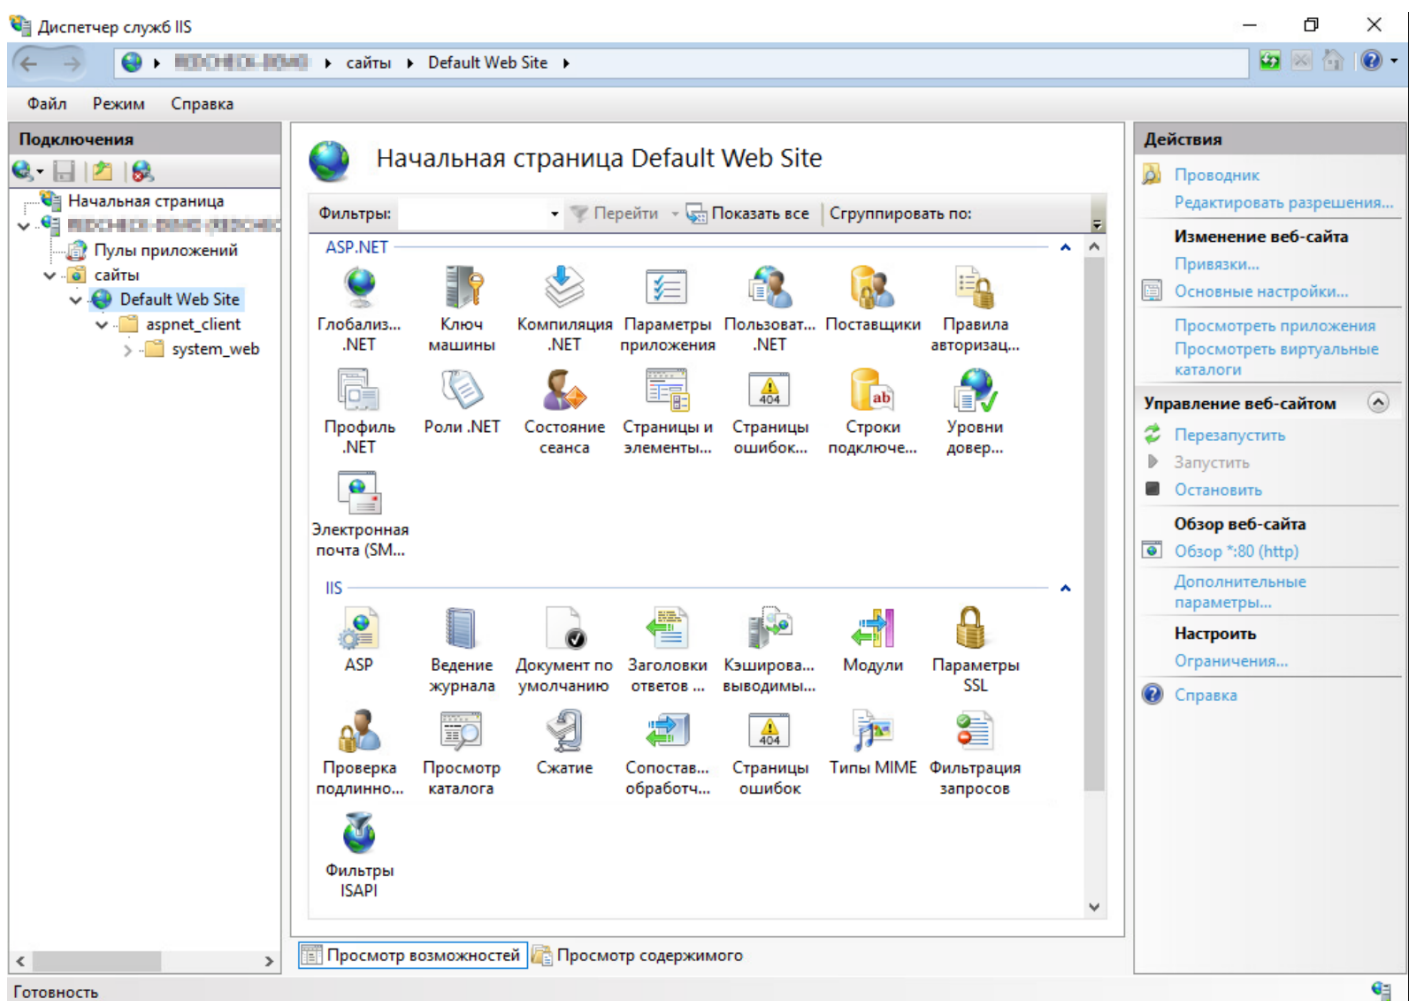 Диспетчер служб IIS
сайты
Default Web Site
Файл Режим Справка
Подключения
Начальная страница
Пулы приложений
сайты
Default Web Site
aspnet_client
system_web
Начальная страница Default Web Site
Фильтры: Перейти Показать все Сгруппировать по:
ASP.NET
Глобализ...
.NET
Ключ
машины
Компиляция
.NET
Параметры
приложения
Пользоват...
.NET
Поставщики
Правила
авторизац...
Профиль
.NET
Роли .NET
Состояние
сеанса
Страницы и
элементы...
404
Страницы
ошибок...
ab
Строки
подключе...
Уровни
довер...
Электронная
почта (SM...
IIS
ASP
Ведение
журнала
Документ по
умолчанию
Заголовки
ответов ...
Кэширова...
выводимы...
Модули
Параметры
SSL
Проверка
подлинно...
Просмотр
каталога
Сжатие
Сопостав...
обработч...
404
Страницы
ошибок
Типы MIME
Фильтрация
запросов
Фильтры
ISAPI
Просмотр возможностей
Просмотр содержимого
Действия
Проводник
Редактировать разрешения...
Изменение веб-сайта
Привязки...
Основные настройки...
Просмотреть приложения
Просмотреть виртуальные
каталоги
Управление веб-сайтом
Перезапустить
Запустить
Остановить
Обзор веб-сайта
Обзор *:80 (http)
Дополнительные
параметры...
Настроить
Ограничения...
Справка
Готовность